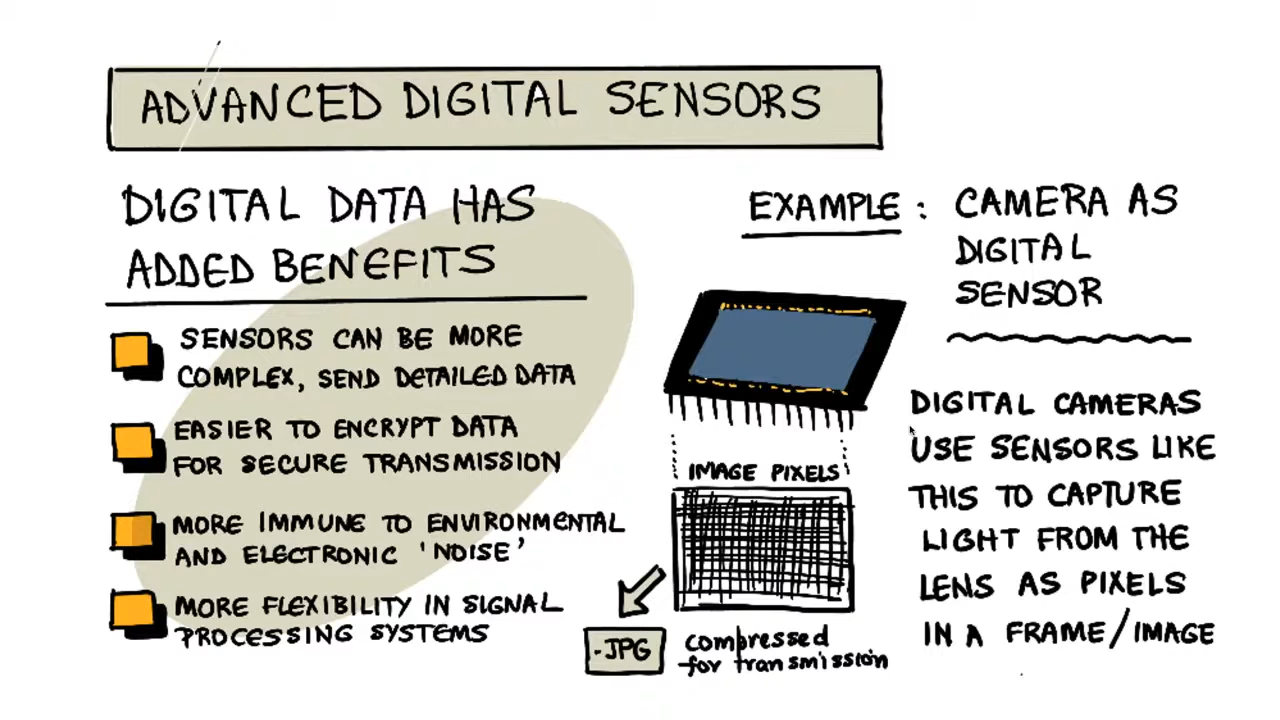 ADVANCED DIGITAL SENSORS
DIGITAL DATA HAS
ADDED BENEFITS
SENSORS CAN BE MORE
COMPLEX, SEND DETAILED DATA
EASIER TO ENCRYPT DATA
FOR SECURE TRANSMISSION
MORE IMMUNE TO ENVIRONMENTAL
AND ELECTRONIC 'NOISE'
MORE FLEXIBILITY IN SIGNAL
PROCESSING SYSTEMS
EXAMPLE: CAMERA AS
DIGITAL
SENSOR
IMAGE PIXELS
.JPG
compressed
for transmission
DIGITAL CAMERAS
USE SENSORS LIKE
THIS TO CAPTURE
LIGHT FROM THE
LENS AS PIXELS
IN A FRAME/IMAGE